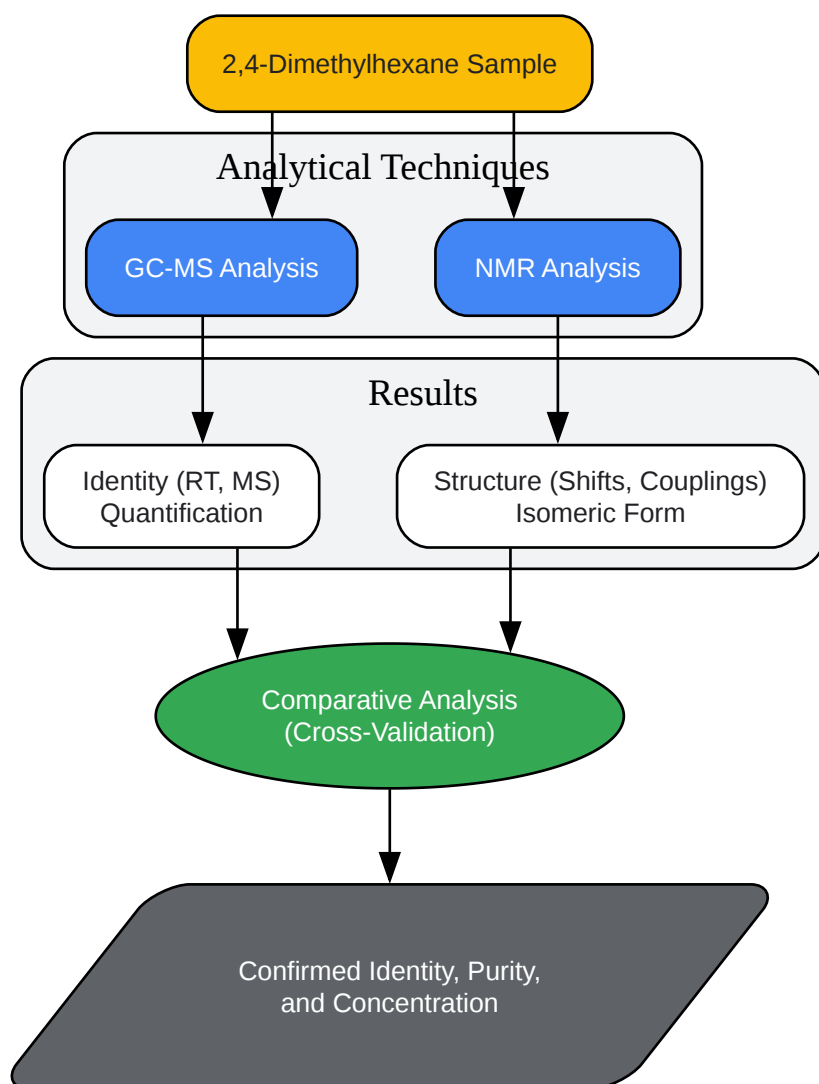 2,4-Dimethylhexane Sample
Analytical Techniques
GC-MS Analysis
NMR Analysis
Results
Identity (RT, MS)
Quantification
Structure (Shifts, Couplings)
Isomeric Form
Comparative Analysis
(Cross-Validation)
Confirmed Identity, Purity,
and Concentration